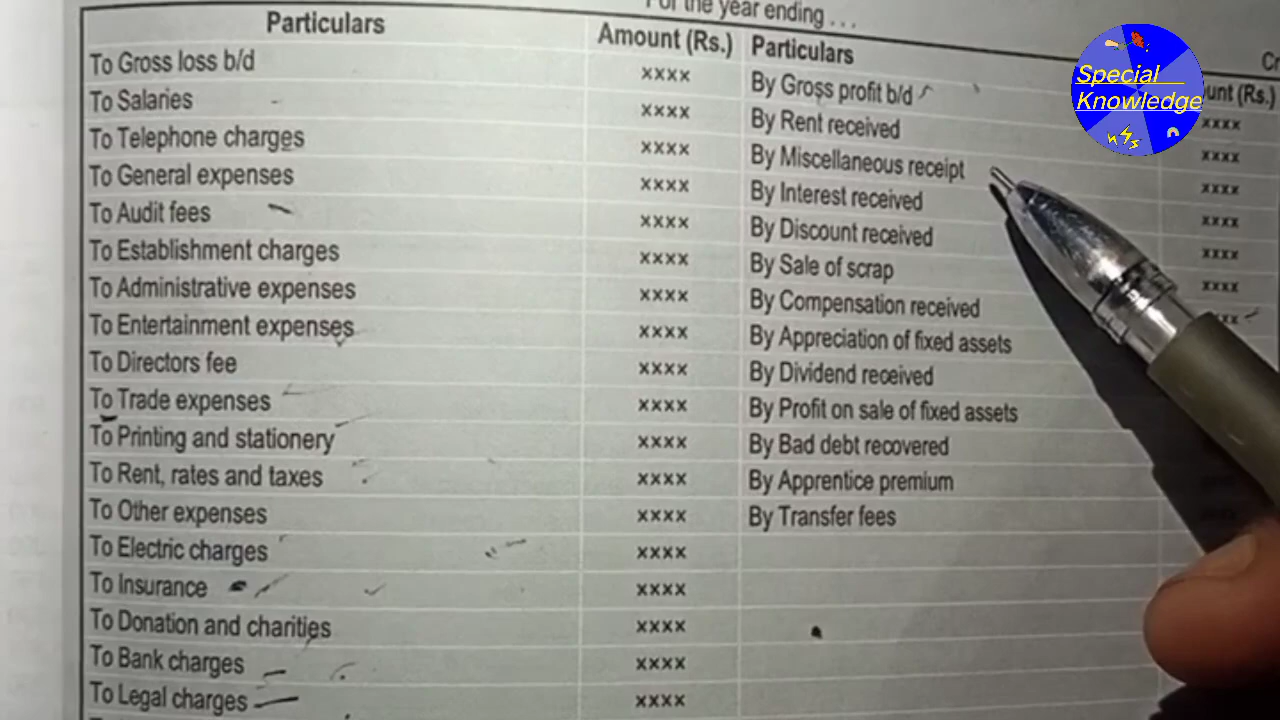 For the year ending ...
Cr
Particulars Amount (Rs.) Particulars (Rs.)
To Gross loss b/d xxxx By Gross profit b/d xxxx
To Salaries xxxx By Rent received xxxx
To Telephone charges xxxx By Miscellaneous receipt xxxx
To General expenses xxxx By Interest received xxxx
To Audit fees xxxx By Discount received xxxx
To Establishment charges xxxx By Sale of scrap xxxx
To Administrative expenses xxxx By Compensation received
To Entertainment expenses xxxx By Appreciation of fixed assets
To Directors fee xxxx By Dividend received
To Trade expenses xxxx By Profit on sale of fixed assets
To Printing and stationery xxxx By Bad debt recovered
To Rent, rates and taxes xxxx By Apprentice premium
To Other expenses xxxx By Transfer fees
To Electric charges xxxx
To Insurance xxxx
To Donation and charities xxxx
To Bank charges xxxx
To Legal charges xxxx
Special
Knowledge